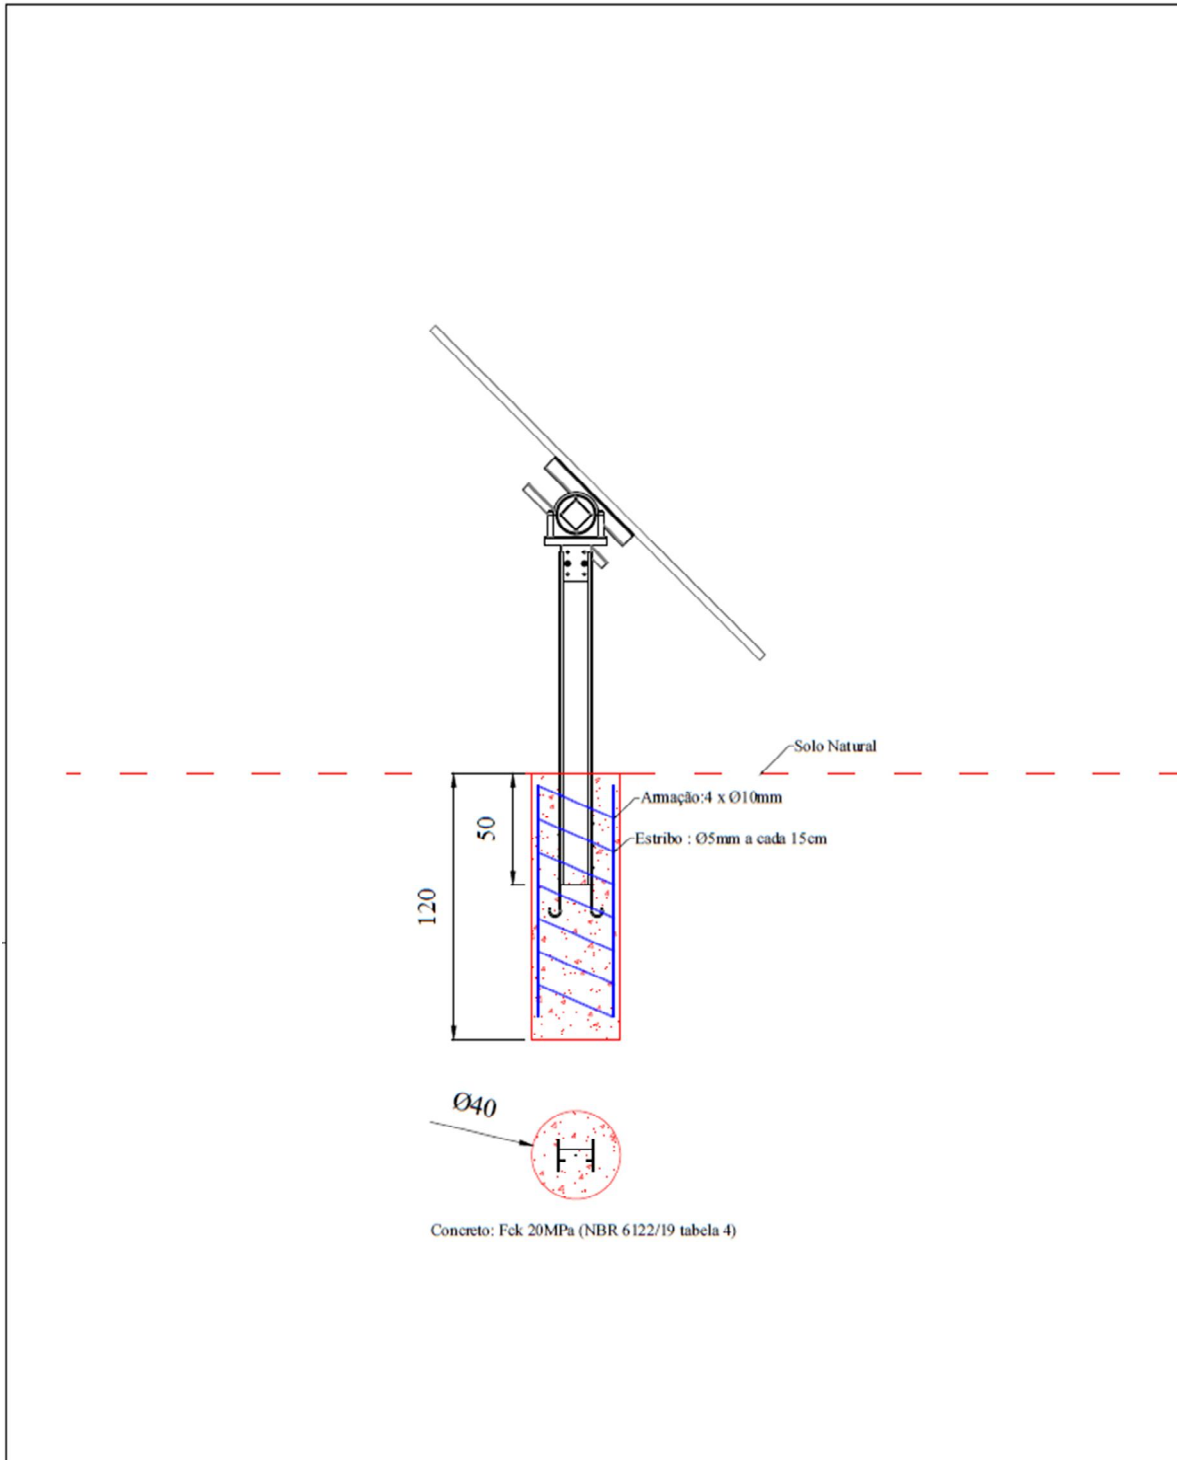 Solo Natural
Armação:4 x Ø10mm
Estribo : Ø5mm a cada 15cm
50
120
Ø40
Concreto: Fck 20MPa (NBR 6122/19 tabela 4)